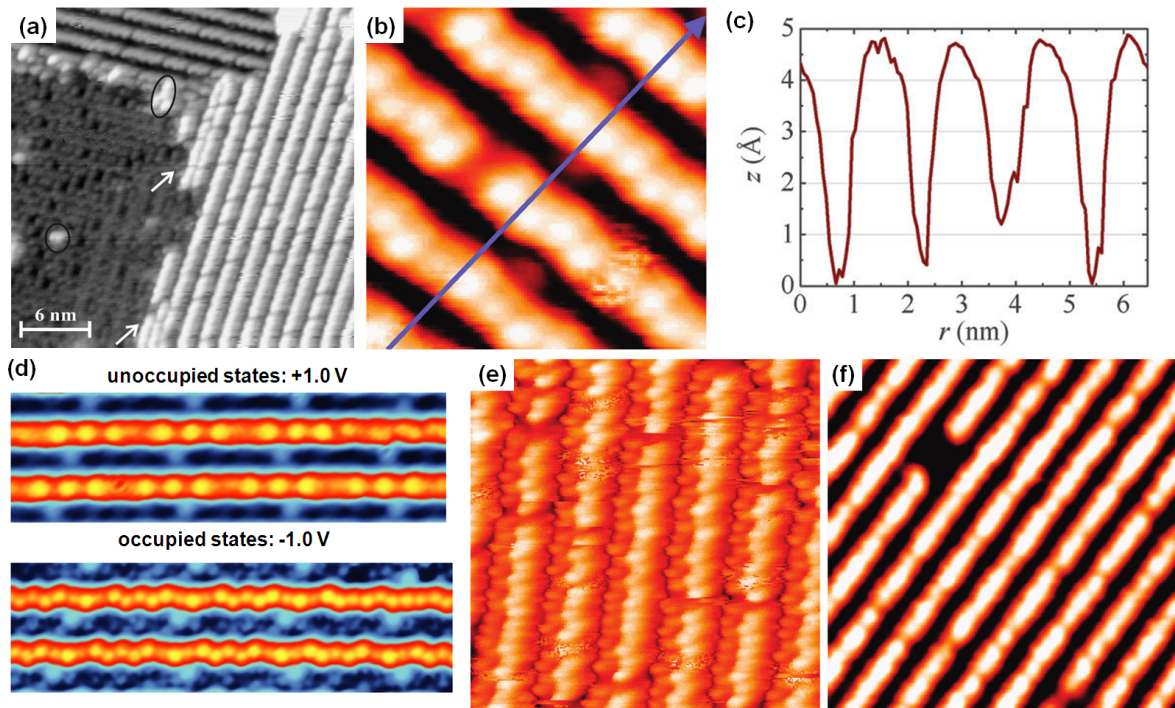 (a)
6 nm
(b)
(c)
5
4
3
2
1
0
z (Å)
0 1 2 3 4 5 6
r (nm)
(d)
unoccupied states: +1.0 V
occupied states: -1.0 V
(e)
(f)